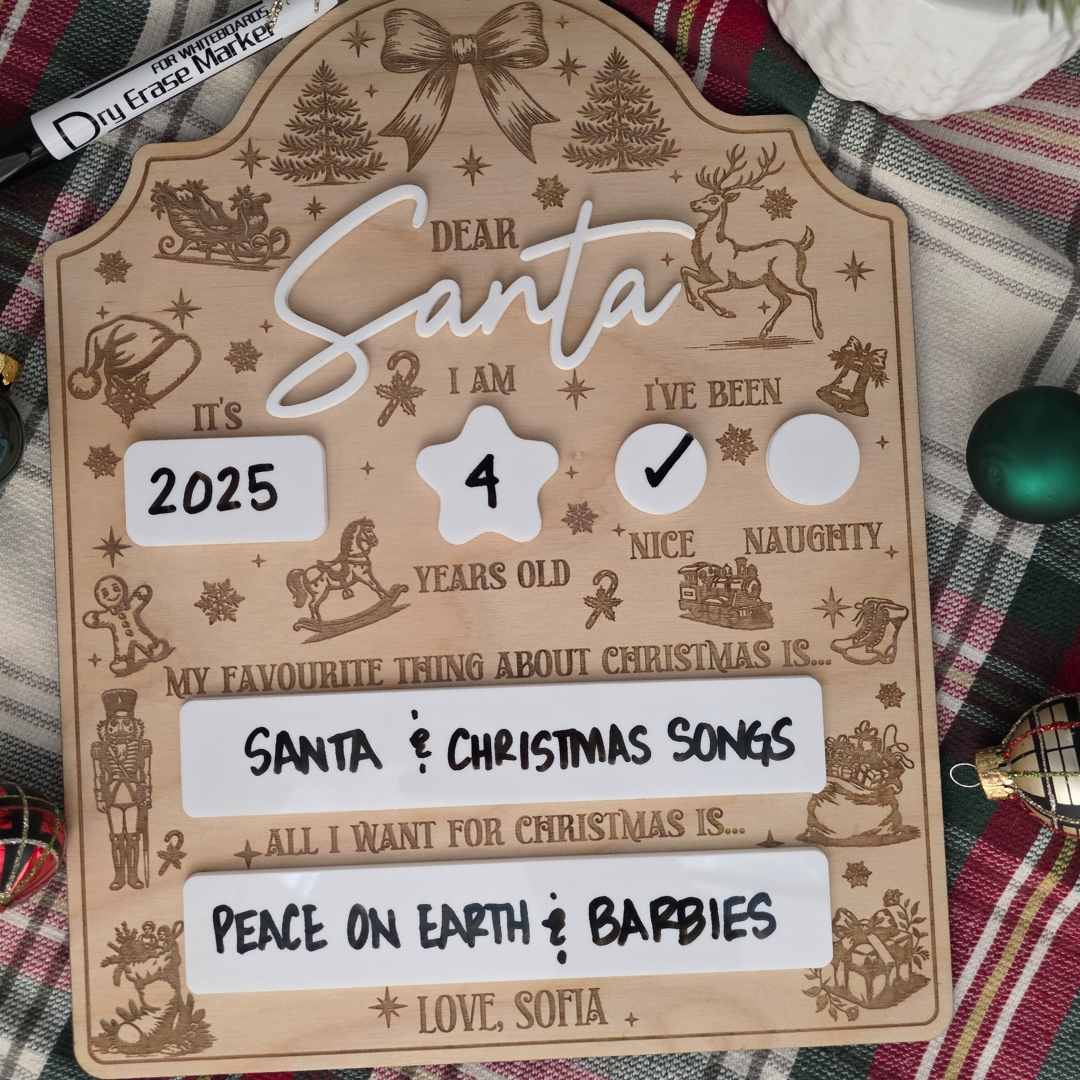 FOR WHITEBOARDS
Dry Erase Marker
DEAR
Santa
IT'S
I AM
I'VE BEEN
2025
4
✓
YEARS OLD
NICE
NAUGHTY
MY FAVOURITE THING ABOUT CHRISTMAS IS...
SANTA & CHRISTMAS SONGS
ALL I WANT FOR CHRISTMAS IS...
PEACE ON EARTH & BARBIES
LOVE, SOFIA